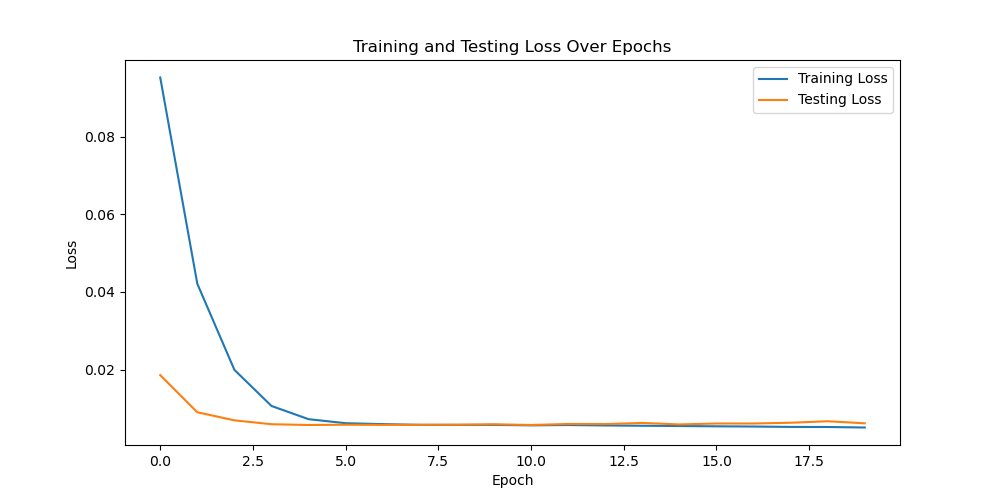 Training and Testing Loss Over Epochs
Training Loss
Testing Loss
Loss
0.08
0.06
0.04
0.02
0.0 2.5 5.0 7.5 10.0 12.5 15.0 17.5
Epoch